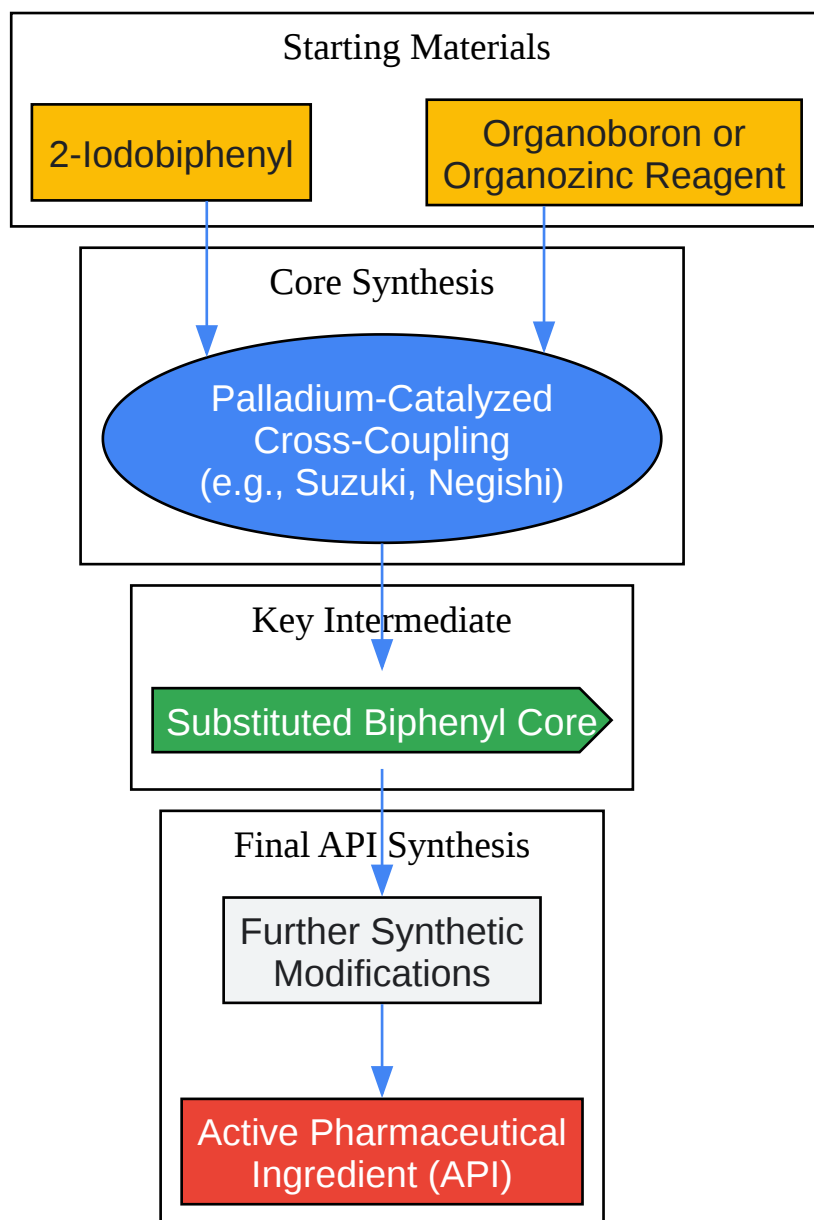 Starting Materials
2-Iodobiphenyl
Organoboron or
Organozinc Reagent
Core Synthesis
Palladium-Catalyzed
Cross-Coupling
(e.g., Suzuki, Negishi)
Key Intermediate
Substituted Biphenyl Core
Final API Synthesis
Further Synthetic
Modifications
Active Pharmaceutical
Ingredient (API)